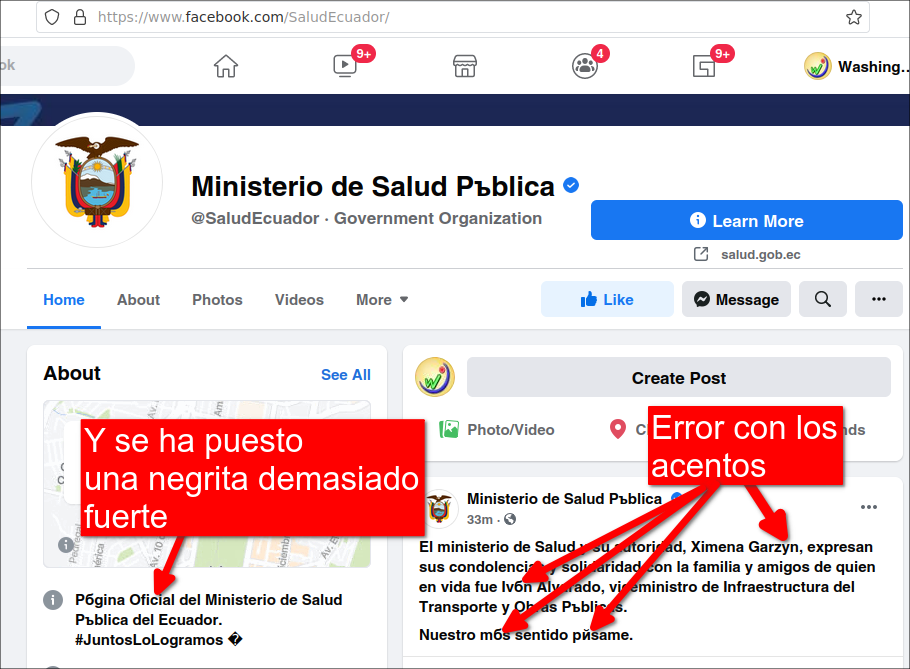 https://www.facebook.com/SaludEcuador/
ok
9+
4
9+
Washing..
Ministerio de Salud Pъblica
@SaludEcuador · Government Organization
Learn More
salud.gob.ec
Home About Photos Videos More
Like
Message
About
See All
Create Post
Photo/Video
Y se ha puesto
una negrita demasiado
fuerte
Error con los
acentos
Ministerio de Salud Pъblica
33m
El ministerio de Salud y su autoridad, Ximena Garzуn, expresan
sus condolencias y solidaridad con la familia y amigos de quien
en vida fue Ivбn Alvarado, viceministro de Infraestructura del
Transporte y Obras Pъblicas.
Nuestro mбs sentido pйsame.
Pбgina Oficial del Ministerio de Salud
Pъblica del Ecuador.
#JuntosLoLogramos �